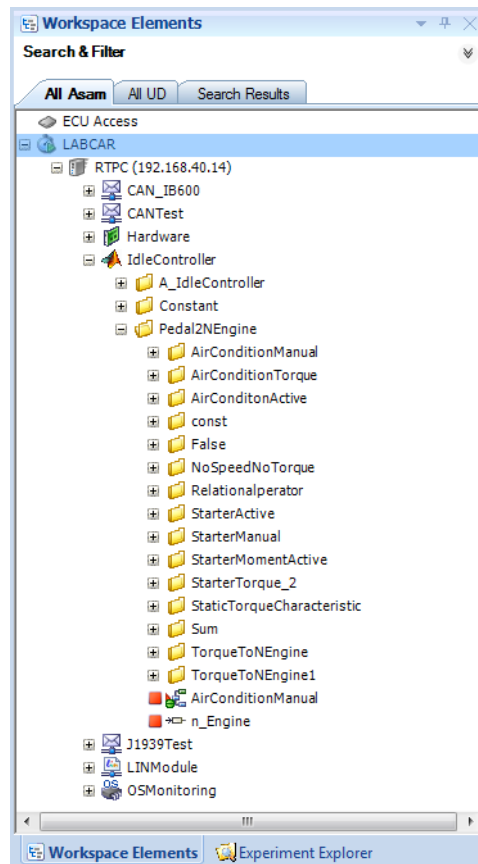 Workspace Elements
Search & Filter
All Asam All UD Search Results
ECU Access
LABCAR
RTPC (192.168.40.14)
CAN_IB600
CANTest
Hardware
IdleController
A_IdleController
Constant
Pedal2NEngine
AirConditionManual
AirConditionTorque
AirConditonActive
const
False
NoSpeedNoTorque
Relationalperator
StarterActive
StarterManual
StarterMomentActive
StarterTorque_2
StaticTorqueCharacteristic
Sum
TorqueToNEngine
TorqueToNEngine1
AirConditionManual
n_Engine
J1939Test
LINModule
OSMonitoring
Workspace Elements Experiment Explorer